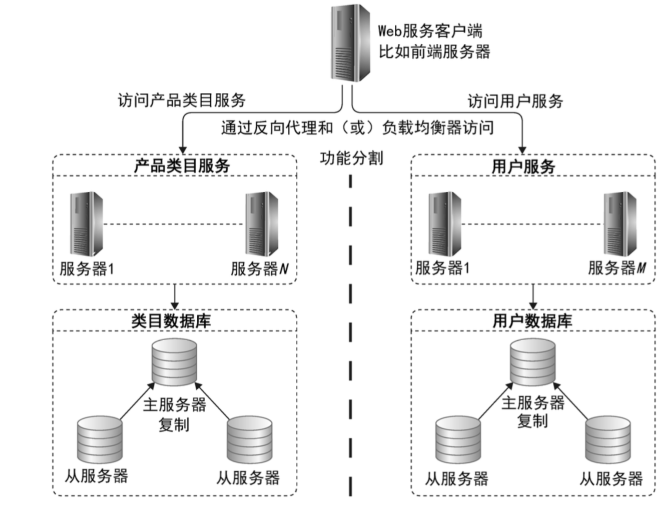 Web服务客户端
比如前端服务器
访问产品类目服务
访问用户服务
通过反向代理和（或）负载均衡器访问
功能分割
产品类目服务
服务器1
服务器N
类目数据库
主服务器
复制
从服务器
从服务器
用户服务
服务器1
服务器M
用户数据库
主服务器
复制
从服务器
从服务器